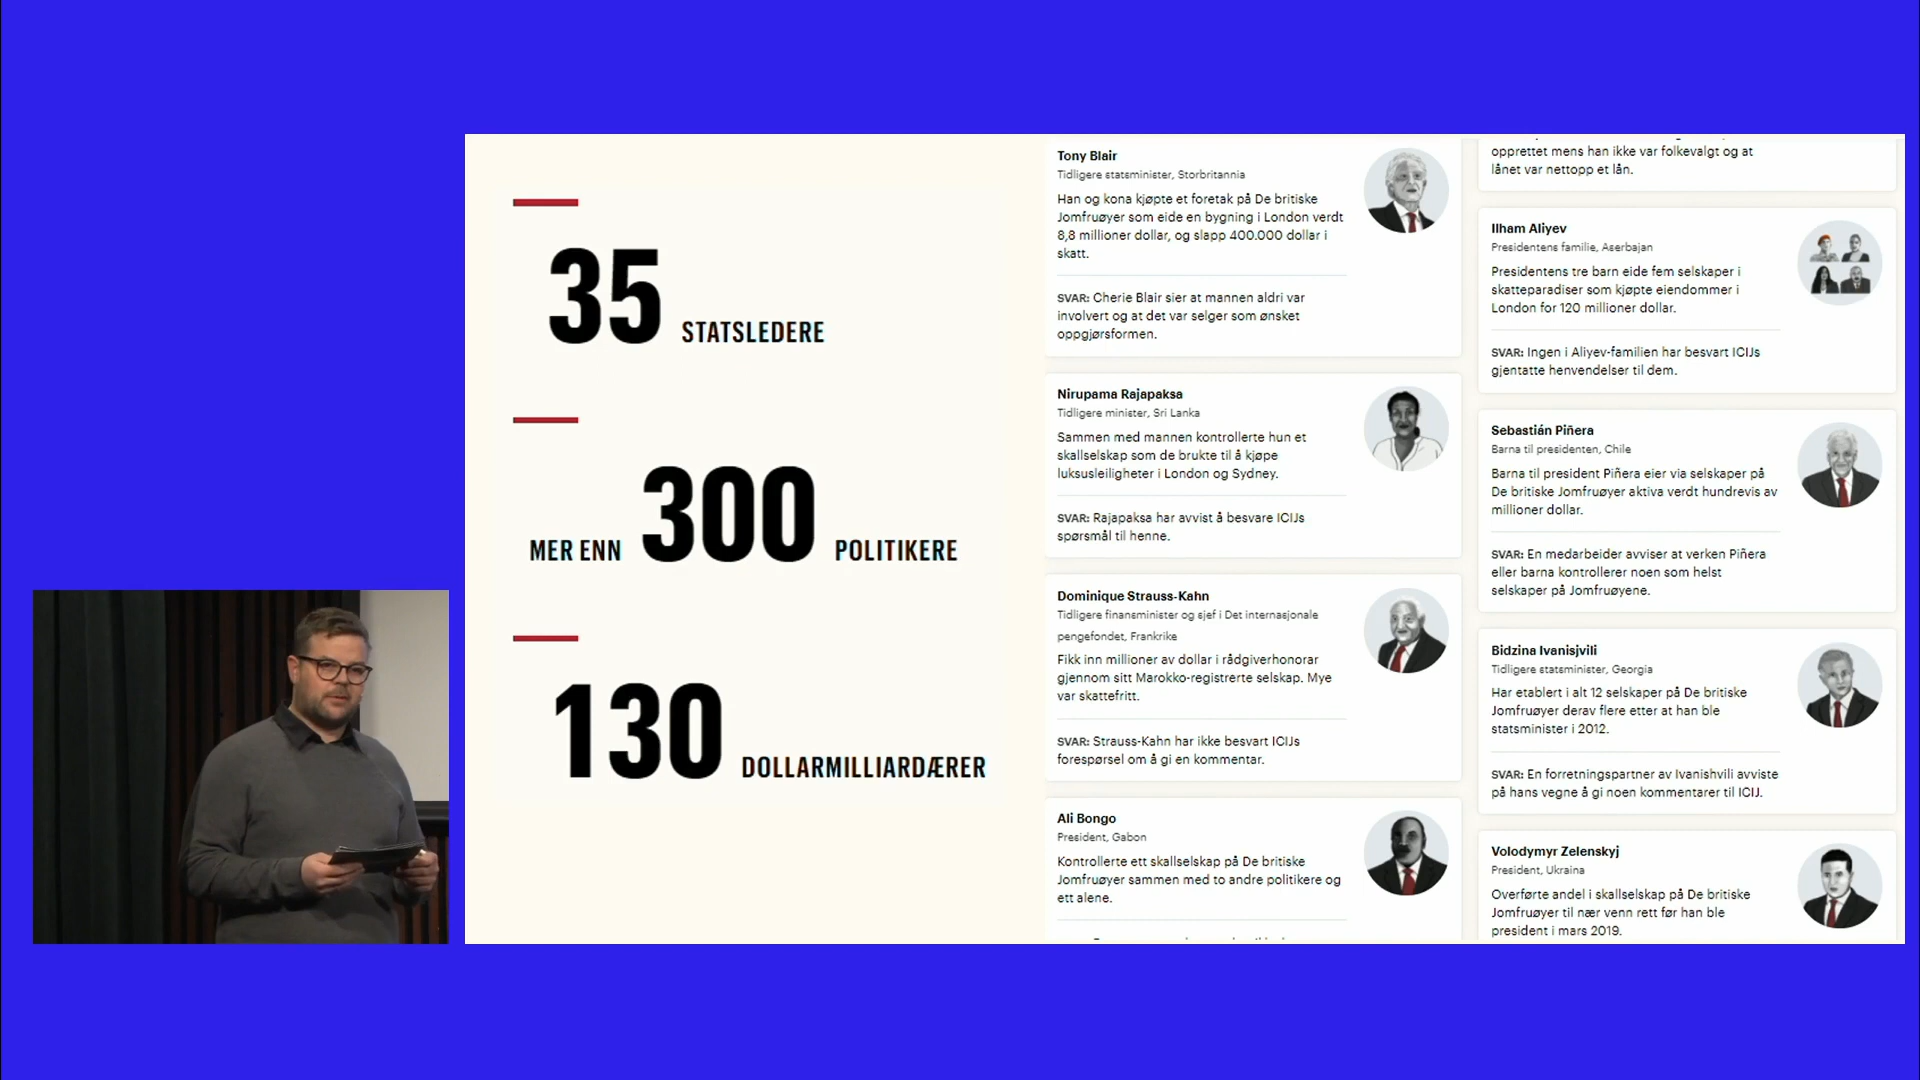 35 STATSLEDERE
MER ENN 300 POLITIKERE
130 DOLLARMILLIARDÆRER
Tony Blair
Tidligere statsminister, Storbritannia
Han og kona kjøpte et foretak på De britiske
Jomfruøyer som eide en bygning i London verdt
8,8 millioner dollar, og slapp 400.000 dollar i
skatt.
SVAR: Cherie Blair sier at mannen aldri var
involvert og at det var selger som ønsket
oppgjørsformen.
Nirupama Rajapaksa
Tidligere minister, Sri Lanka
Sammen med mannen kontrollerte hun et
skallselskap som de brukte til å kjøpe
luksusleiligheter i London og Sydney.
SVAR: Rajapaksa har avvist å besvare ICIJs
spørsmål til henne.
Dominique Strauss-Kahn
Tidligere finansminister og sjef i Det internasjonale
pengefondet, Frankrike
Fikk inn millioner av dollar i rådgiverhonorar
gjennom sitt Marokko-registrerte selskap. Mye
var skattefritt.
SVAR: Strauss-Kahn har ikke besvart ICIJs
forespørsel om å gi en kommentar.
Ali Bongo
President, Gabon
Kontrollerte ett skallselskap på De britiske
Jomfruøyer sammen med to andre politikere og
ett alene.
opprettet mens han ikke var folkevalgt og at
lånet var nettopp et lån.
Ilham Aliyev
Presidentens familie, Aserbajan
Presidentens tre barn eide fem selskaper i
skatteparadiser som kjøpte eiendommer i
London for 120 millioner dollar.
SVAR: Ingen i Aliyev-familien har besvart ICIJs
gjentatte henvendelser til dem.
Sebastián Piñera
Barna til presidenten, Chile
Barna til president Piñera eier via selskaper på
De britiske Jomfruøyer aktiva verdt hundrevis av
millioner dollar.
SVAR: En medarbeider avviser at verken Piñera
eller barna kontrollerer noen som helst
selskaper på Jomfruøyene.
Bidzina Ivanisjvili
Tidligere statsminister, Georgia
Har etablert i alt 12 selskaper på De britiske
Jomfruøyer derav flere etter at han ble
statsminister i 2012.
SVAR: En forretningspartner av Ivanishvili avviste
på hans vegne å gi noen kommentarer til ICIJ.
Volodymyr Zelenskyj
President, Ukraina
Overførte andel i skallselskap på De britiske
Jomfruøyer til nær venn rett før han ble
president i mars 2019.